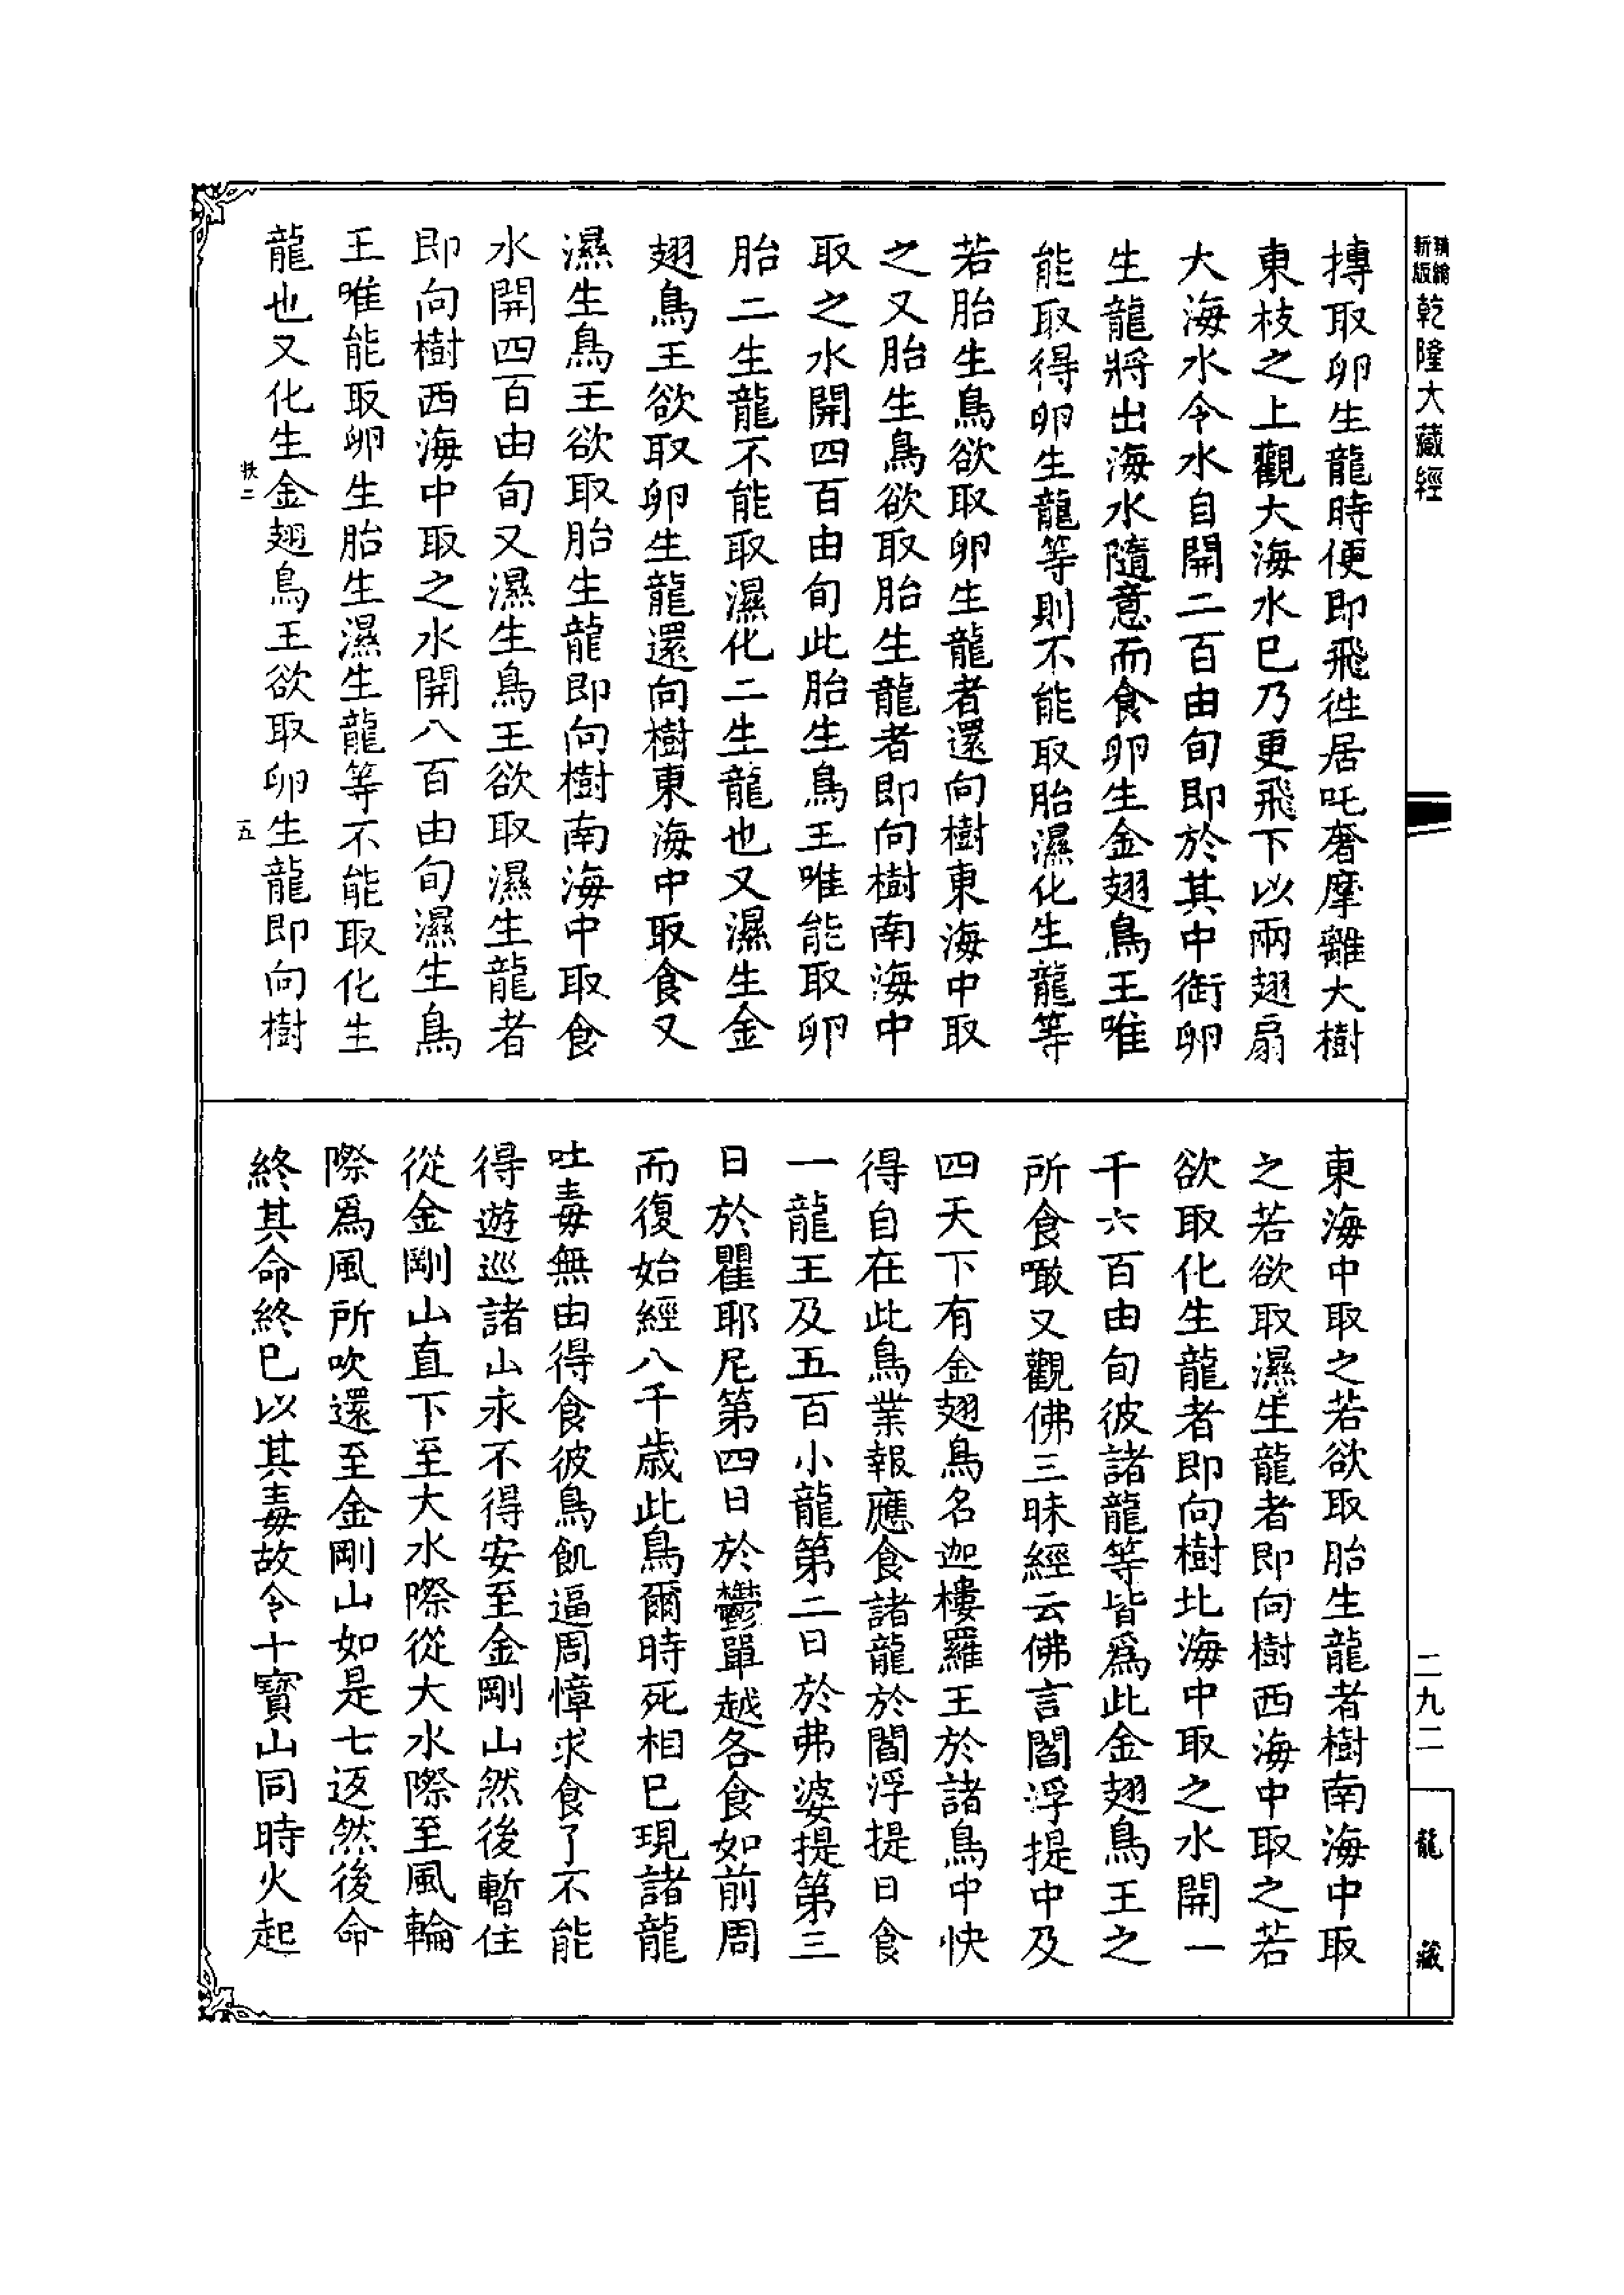 精繪
新版
乾隆大藏經
二九二
龍藏
摶取卵生龍時便即飛往居吒奢摩離大樹
東枝之上觀大海水已乃更飛下以兩翅扇
大海水令水自開二百由旬即於其中銜卵
生龍將出海水隨意而食卵生金翅鳥王唯
能取得卵生龍等則不能取胎濕化生龍等
若胎生鳥欲取卵生龍者還向樹東海中取
之又胎生鳥欲取胎生龍者即向樹南海中
取之水開四百由旬此胎生鳥王唯能取卵
胎二生龍不能取濕化二生龍也又濕生金
翅鳥王欲取卵生龍還向樹東海中取食又
濕生鳥王欲取胎生龍即向樹南海中取食
水開四百由旬又濕生鳥王欲取濕生龍者
即向樹西海中取之水開八百由旬濕生鳥
王唯能取卵生胎生濕生龍等不能取化生
龍也又化生金翅鳥王欲取卵生龍即向樹
扶二
五
東海中取之若欲取胎生龍者樹南海中取
之若欲取濕生龍者即向樹西海中取之若
欲取化生龍者即向樹北海中取之水開一
千六百由旬彼諸龍等皆爲此金翅鳥王之
所食噉又觀佛三昧經云佛言閻浮提中及
四天下有金翅鳥名迦樓羅王於諸鳥中快
得自在此鳥業報應食諸龍於閻浮提日食
一龍王及五百小龍第二日於弗婆提第三
日於瞿耶尼第四日於鬱單越各食如前周
而復始經八千歲此鳥爾時死相已現諸龍
吐毒無由得食彼鳥飢逼周慞求食了不能
得遊巡諸山永不得安至金剛山然後暫住
從金剛山直下至大水際從大水際至風輪
際爲風所吹還至金剛山如是七返然後命
終其命終已以其毒故令十寶山同時火起